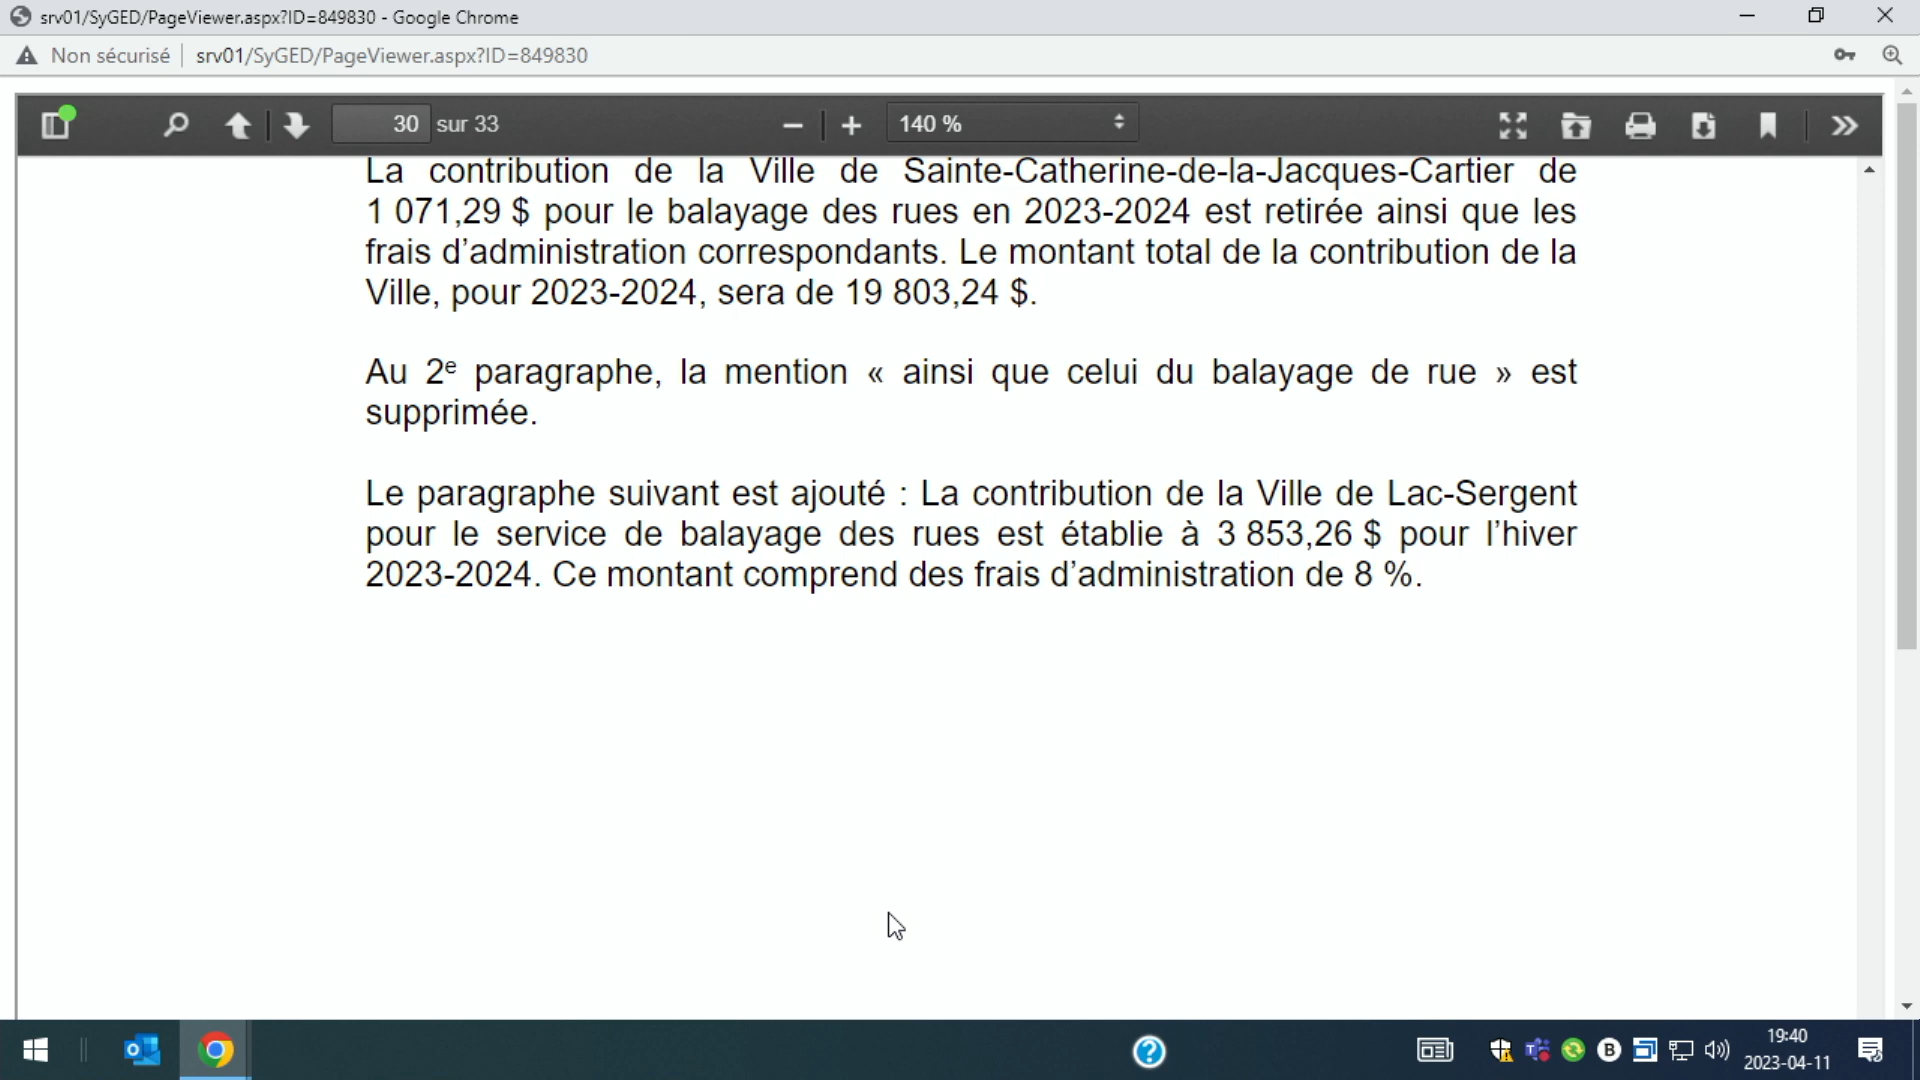 srv01/SyGED/PageViewer.aspx?ID=849830 - Google Chrome
Non sécurisé | srv01/SyGED/PageViewer.aspx?ID=849830
30 sur 33
140 %
La contribution de la Ville de Sainte-Catherine-de-la-Jacques-Cartier de
1 071,29 $ pour le balayage des rues en 2023-2024 est retirée ainsi que les
frais d’administration correspondants. Le montant total de la contribution de la
Ville, pour 2023-2024, sera de 19 803,24 $.
Au 2e paragraphe, la mention « ainsi que celui du balayage de rue » est
supprimée.
Le paragraphe suivant est ajouté : La contribution de la Ville de Lac-Sergent
pour le service de balayage des rues est établie à 3 853,26 $ pour l’hiver
2023-2024. Ce montant comprend des frais d’administration de 8 %.
19:40
2023-04-11